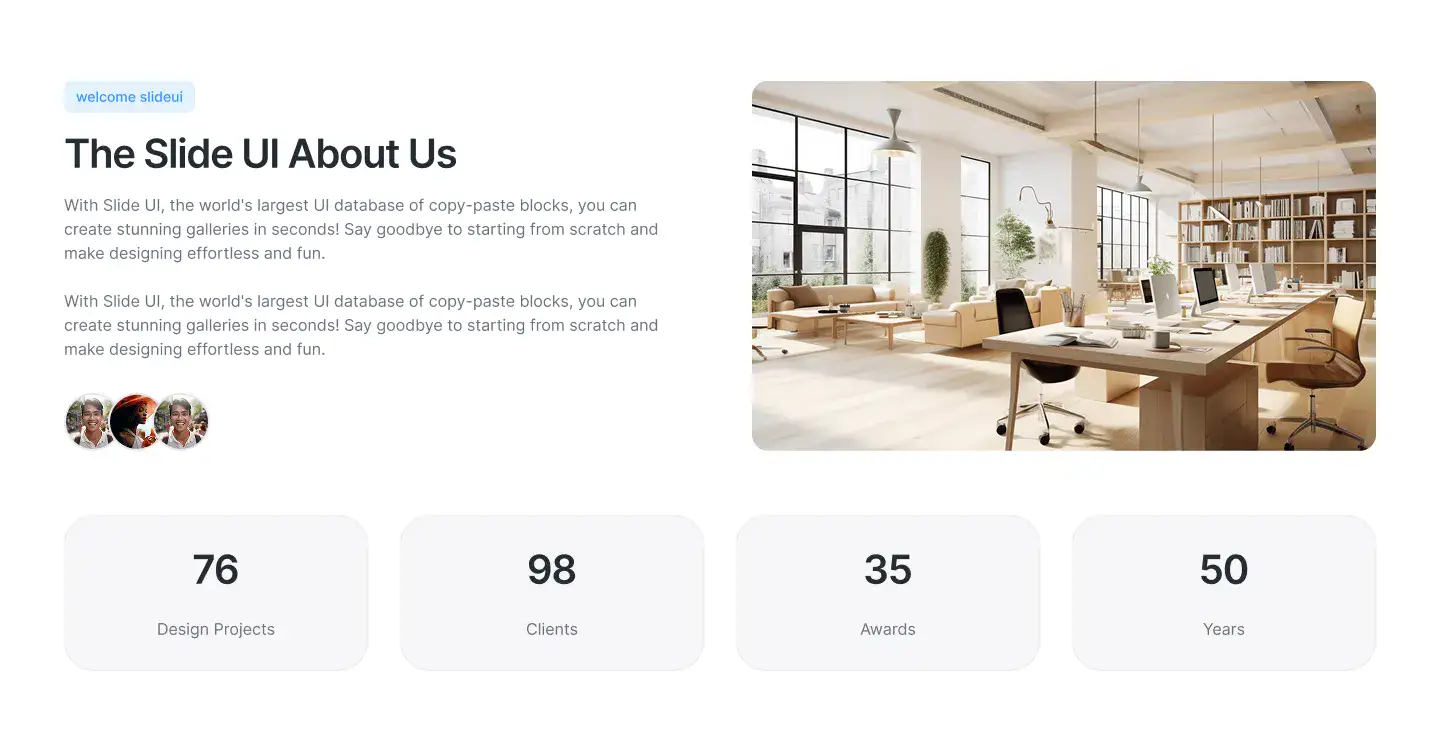 welcome slideui
The Slide UI About Us
With Slide UI, the world's largest UI database of copy-paste blocks, you can
create stunning galleries in seconds! Say goodbye to starting from scratch and
make designing effortless and fun.
With Slide UI, the world's largest UI database of copy-paste blocks, you can
create stunning galleries in seconds! Say goodbye to starting from scratch and
make designing effortless and fun.
76
Design Projects
98
Clients
35
Awards
50
Years